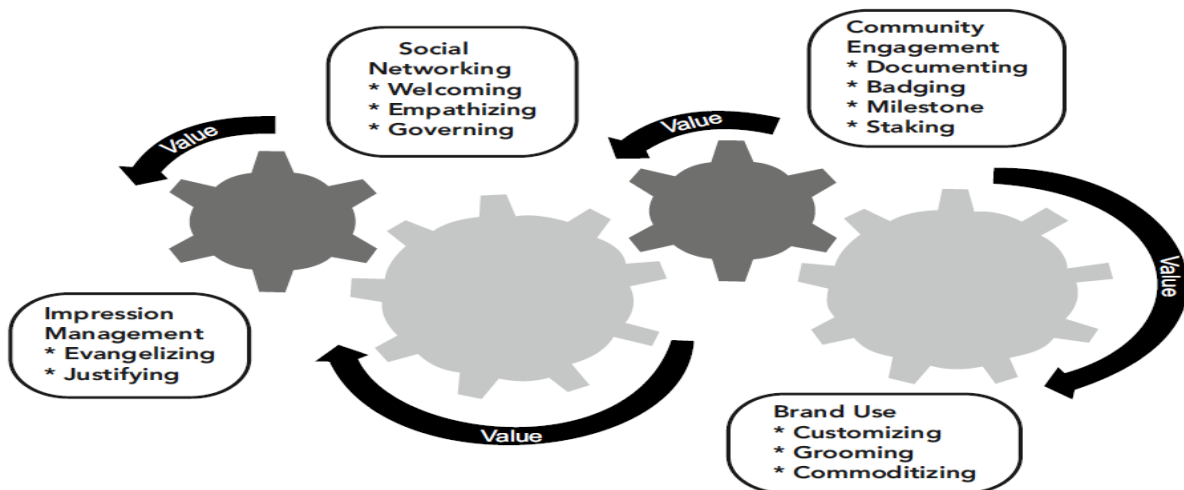 Social
Networking
* Welcoming
* Empathizing
* Governing
Community
Engagement
* Documenting
* Badging
* Milestone
* Staking
Value
Value
Value
Impression
Management
* Evangelizing
* Justifying
Value
Brand Use
* Customizing
* Grooming
* Commoditizing